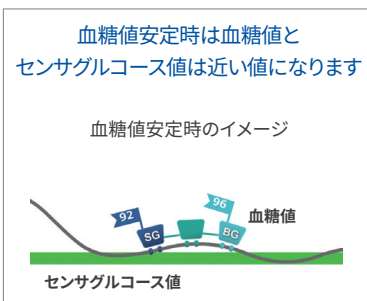 血糖値安定時は血糖値と
センサグルコース値は近い値になります
血糖値安定時のイメージ
92
96
血糖値
SG
BG
センサグルコース値